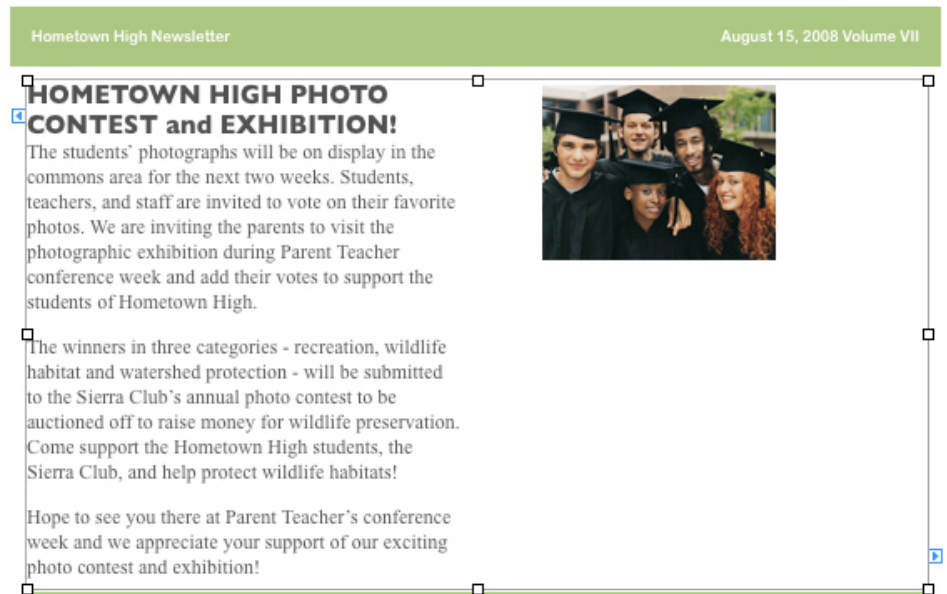 Hometown High Newsletter
August 15, 2008 Volume VII
HOMETOWN HIGH PHOTO
CONTEST and EXHIBITION!
The students’ photographs will be on display in the
commons area for the next two weeks. Students,
teachers, and staff are invited to vote on their favorite
photos. We are inviting the parents to visit the
photographic exhibition during Parent Teacher
conference week and add their votes to support the
students of Hometown High.
The winners in three categories - recreation, wildlife
habitat and watershed protection - will be submitted
to the Sierra Club’s annual photo contest to be
auctioned off to raise money for wildlife preservation.
Come support the Hometown High students, the
Sierra Club, and help protect wildlife habitats!
Hope to see you there at Parent Teacher’s conference
week and we appreciate your support of our exciting
photo contest and exhibition!